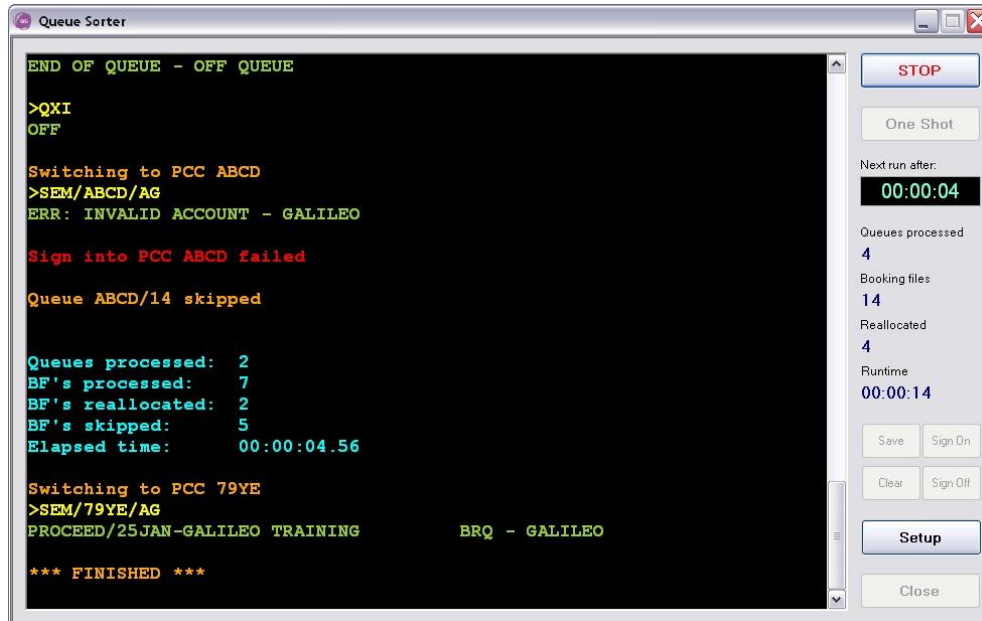 Queue Sorter
END OF QUEUE - OFF QUEUE
>QXI
OFF
Switching to PCC ABCD
>SEM/ABCD/AG
ERR: INVALID ACCOUNT - GALILEO
Sign into PCC ABCD failed
Queue ABCD/14 skipped
Queues processed: 2
BF's processed: 7
BF's reallocated: 2
BF's skipped: 5
Elapsed time: 00:00:04.56
Switching to PCC 79YE
>SEM/79YE/AG
PROCEED/25JAN-GALILEO TRAINING BRQ - GALILEO
*** FINISHED ***
STOP
One Shot
Next run after:
00:00:04
Queues processed
4
Booking files
14
Reallocated
4
Runtime
00:00:14
Save Sign On
Clear Sign Off
Setup
Close